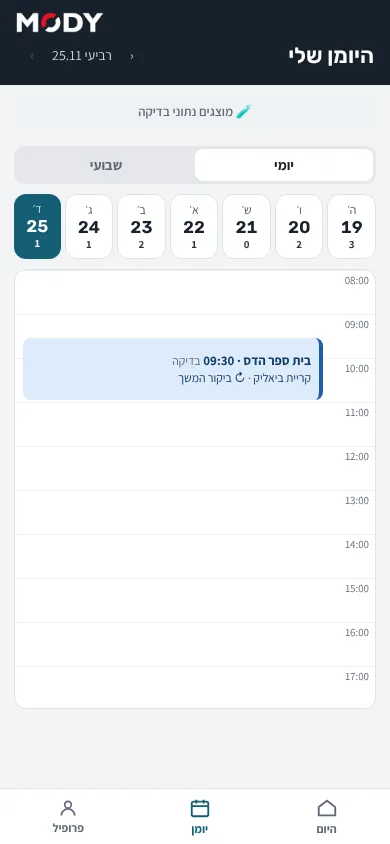 MODY
היומן שלי
‹ רביעי 25.11 ›
🧪 מוצגים נתוני בדיקה
יומי
שבועי
ה׳ ו׳ ש׳ א׳ ב׳ ג׳ ד׳
19 20 21 22 23 24 25
3 2 0 1 2 1 1
08:00
09:00
בית ספר הדס · 09:30 בדיקה
10:00
קריית ביאליק · ↻ ביקור המשך
11:00
12:00
13:00
14:00
15:00
16:00
17:00
היום
יומן
פרופיל